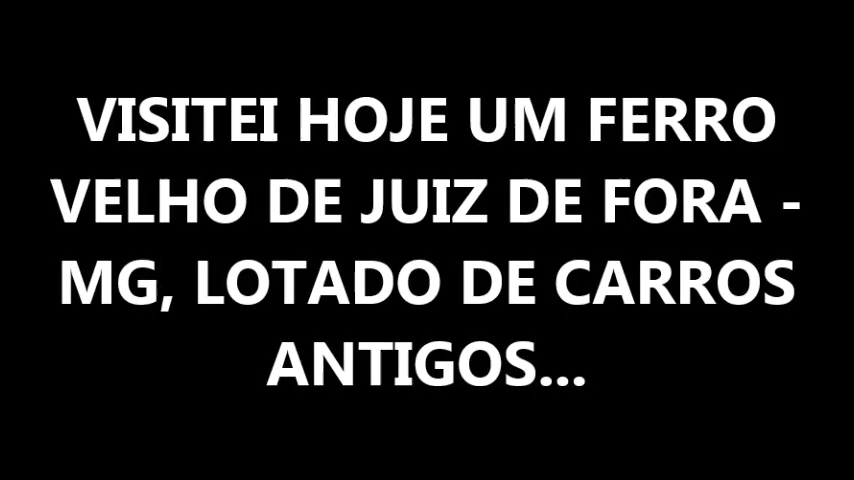 VISITEI HOJE UM FERRO
VELHO DE JUIZ DE FORA -
MG, LOTADO DE CARROS
ANTIGOS...